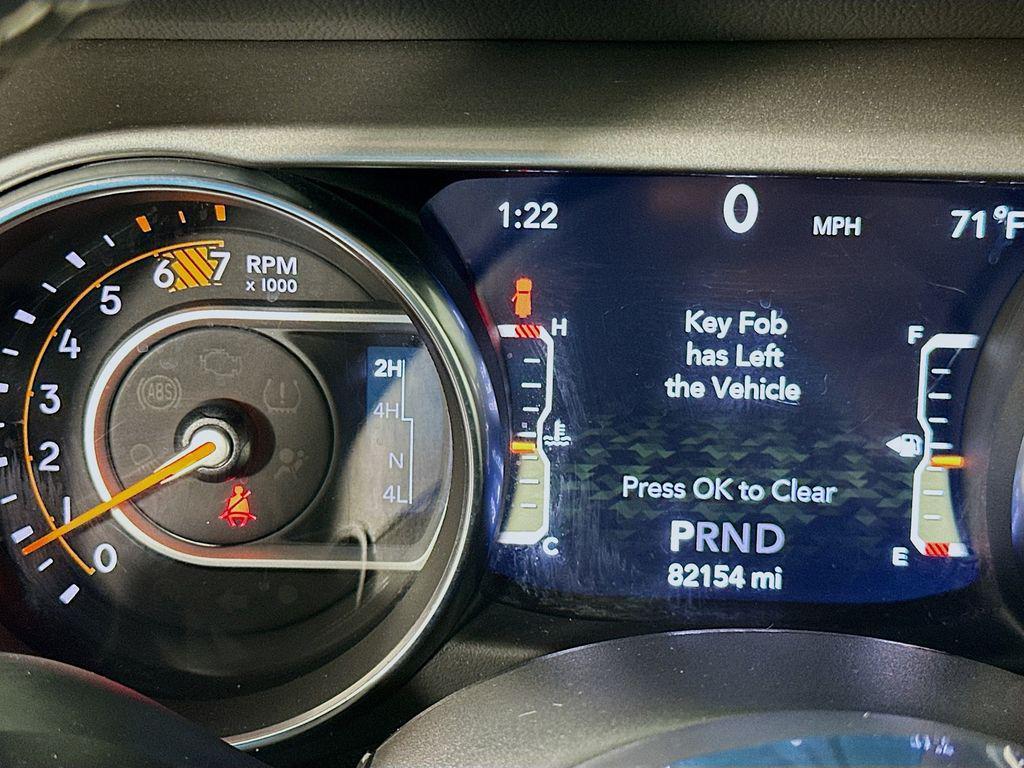 1:22
0
MPH
71°F
6
7
RPM
x 1000
5
4
3
2
1
0
ABS
2H
4H
N
4L
H
C
Key Fob
has Left
the Vehicle
Press OK to Clear
PRND
82154 mi
F
E